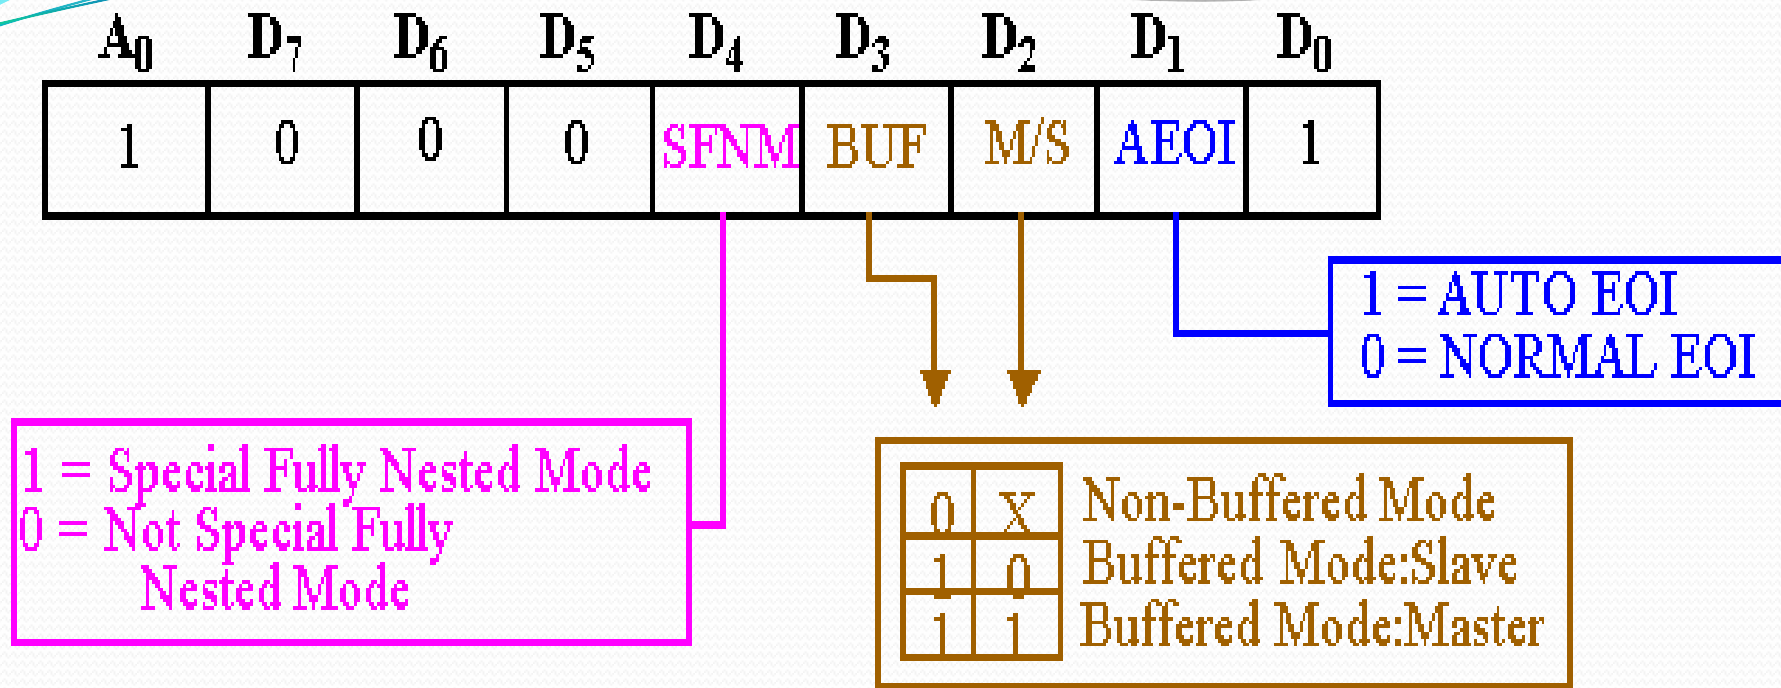 A0 D7 D6 D5 D4 D3 D2 D1 D0
1 0 0 0 SFNM BUF M/S AEOI 1
1 = AUTO EOI
0 = NORMAL EOI
1 = Special Fully Nested Mode
0 = Not Special Fully
Nested Mode
0 X Non-Buffered Mode
1 0 Buffered Mode:Slave
1 1 Buffered Mode:Master